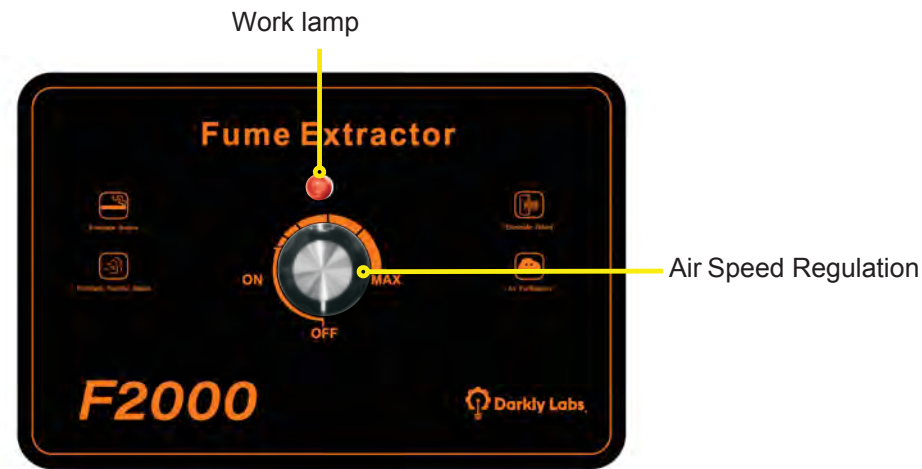 Work lamp
Fume Extractor
ON
MAX
Air Speed Regulation
OFF
F2000
Darkly Labs